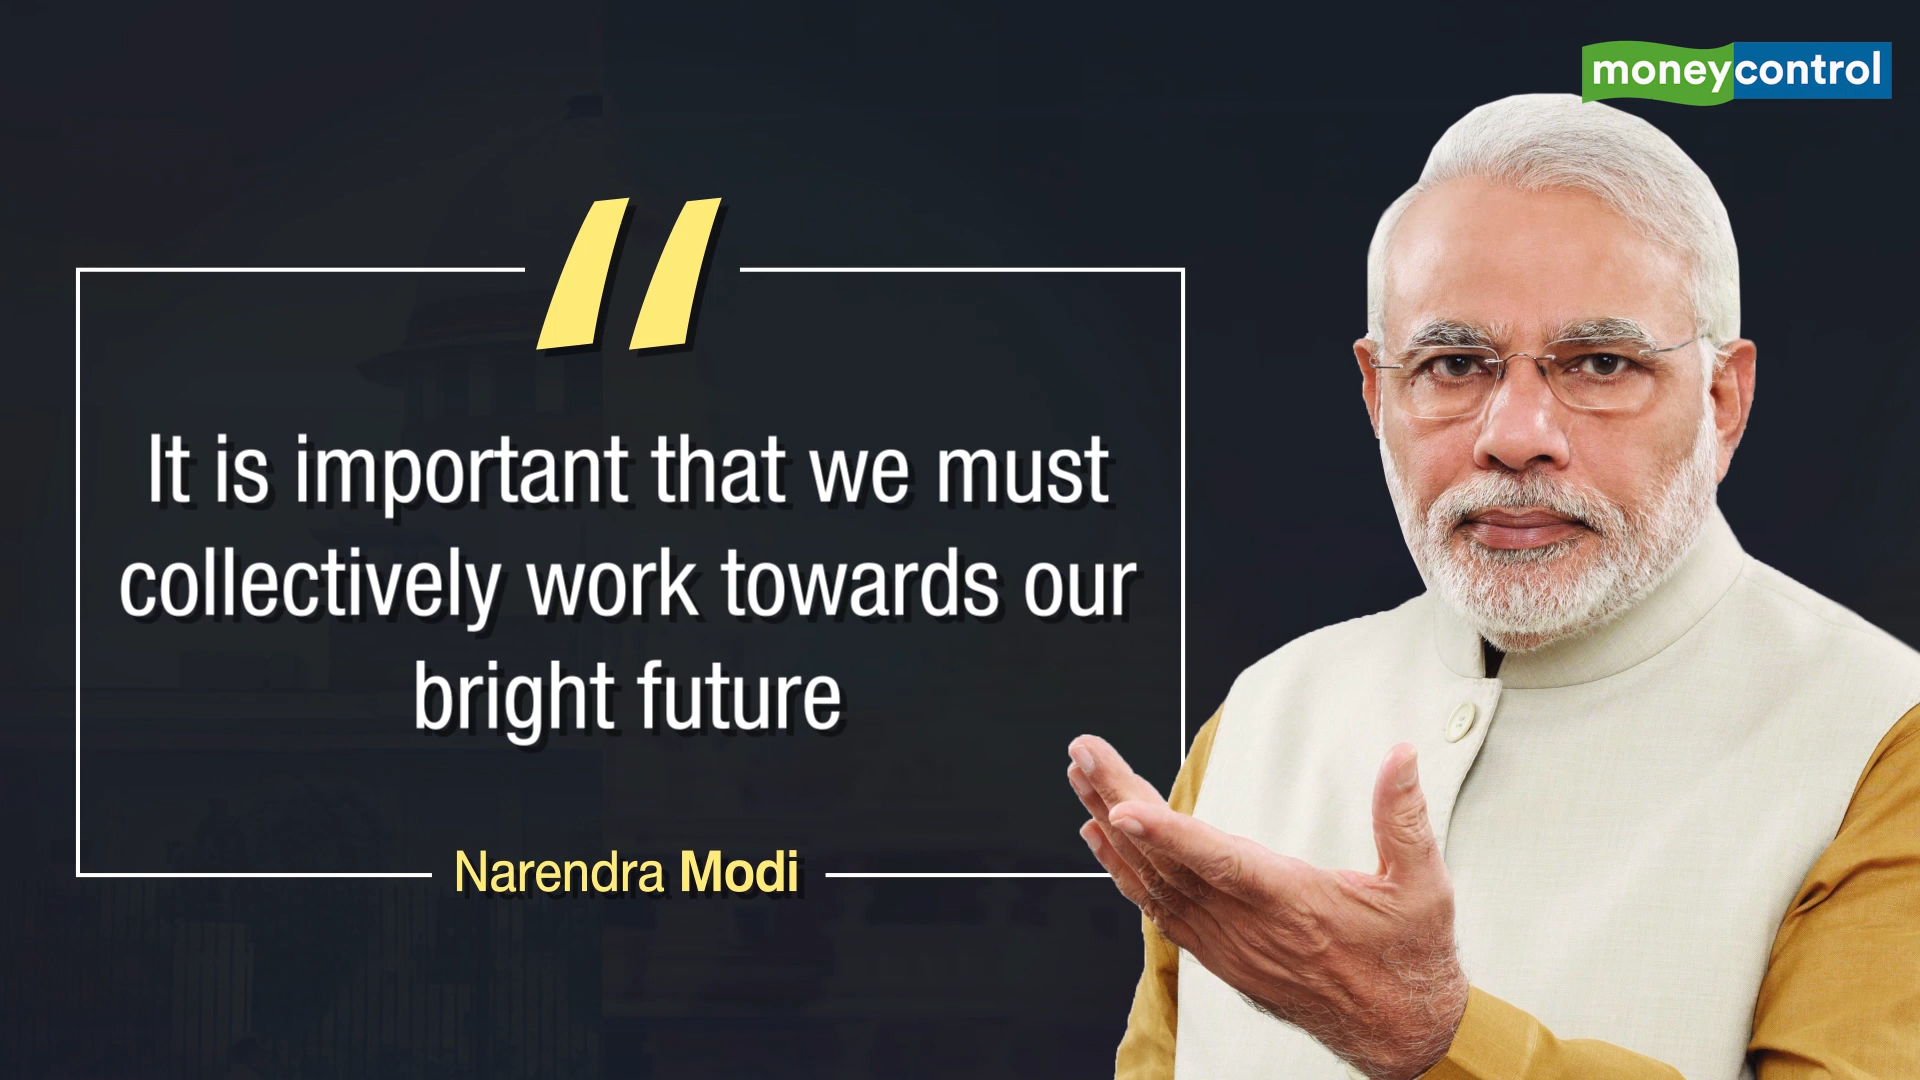 moneycontrol
“
It is important that we must
collectively work towards our
bright future
Narendra Modi